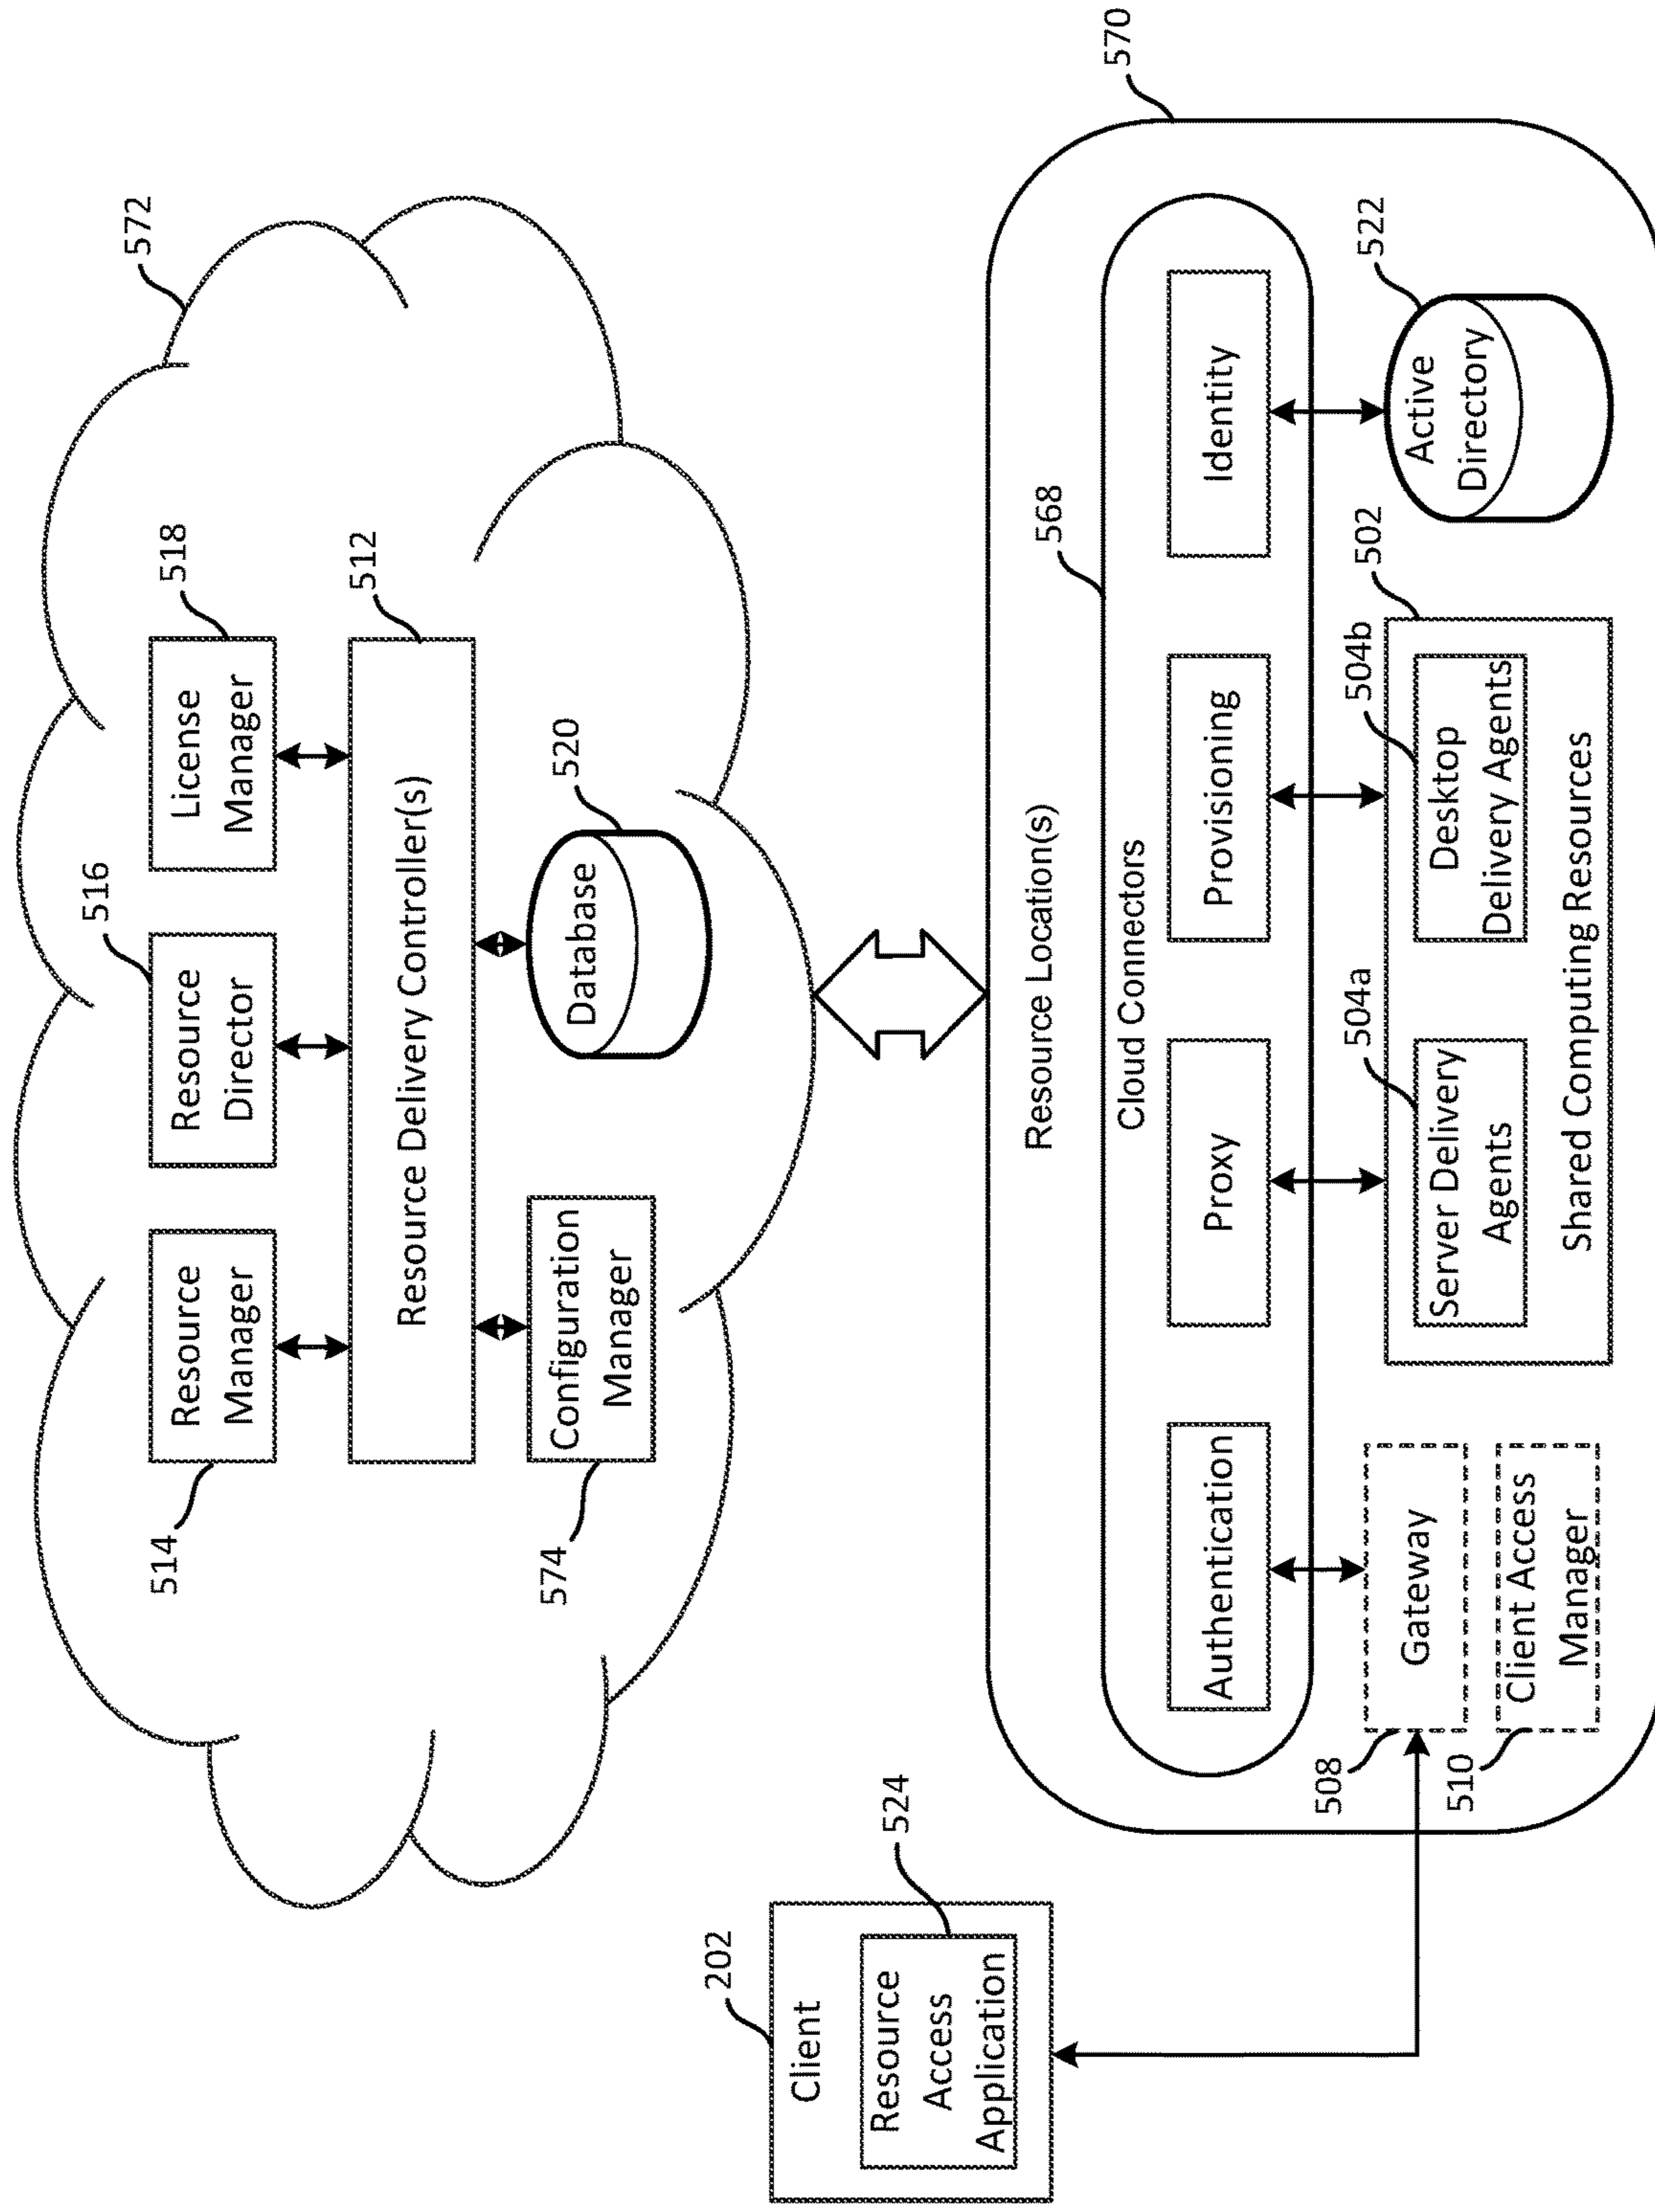 572
514
Resource
Manager
516
Resource
Director
518
License
Manager
512
Resource Delivery Controller(s)
574
Configuration
Manager
520
Database
202
Client
524
Resource
Access
Application
570
Resource Location(s)
568
Cloud Connectors
Authentication
Proxy
Provisioning
Identity
508
Gateway
510
Client Access
Manager
504a
Server Delivery
Agents
504b
Desktop
Delivery Agents
502
Shared Computing Resources
522
Active
Directory